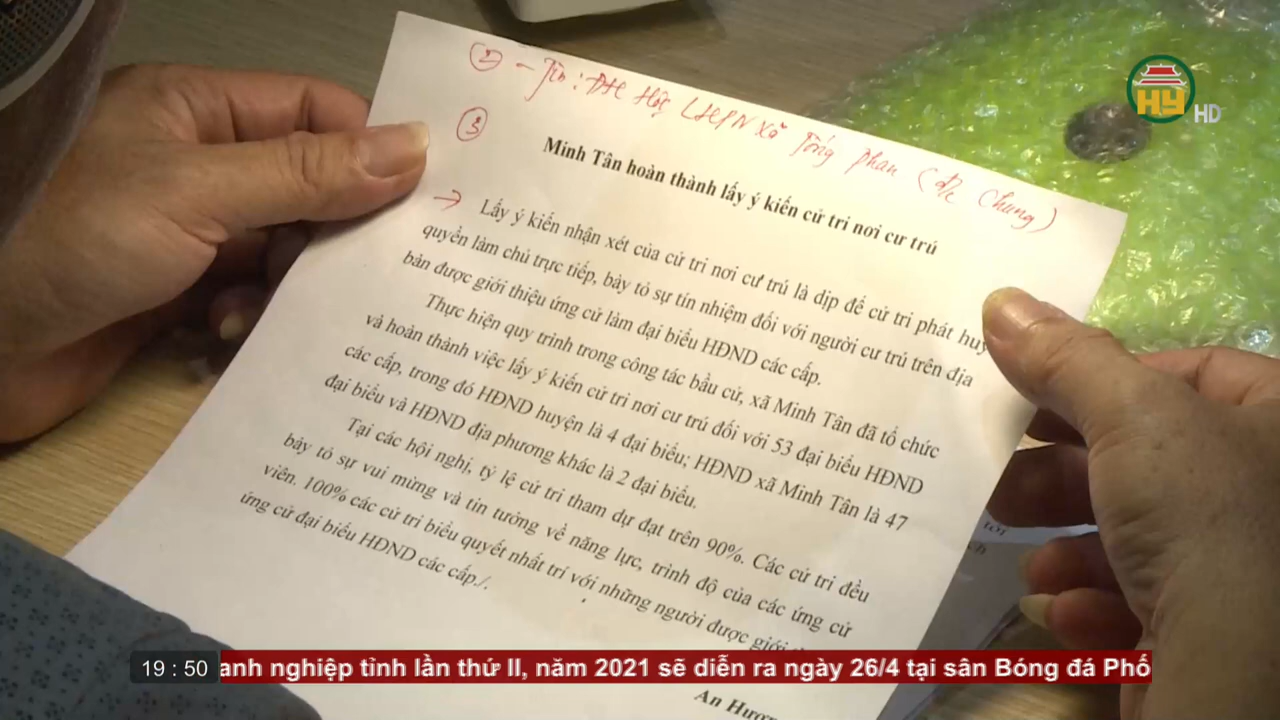 ② - Tin: ĐH Hội LHPN xã Tống Phan (đ/c Chung)
③
Minh Tân hoàn thành lấy ý kiến cử tri nơi cư trú
→ Lấy ý kiến nhận xét của cử tri nơi cư trú là dịp để cử tri phát huy
quyền làm chủ trực tiếp, bày tỏ sự tín nhiệm đối với người cư trú trên địa
bàn được giới thiệu ứng cử làm đại biểu HĐND các cấp.
Thực hiện quy trình trong công tác bầu cử, xã Minh Tân đã tổ chức
và hoàn thành việc lấy ý kiến cử tri nơi cư trú đối với 53 đại biểu HĐND
các cấp, trong đó HĐND huyện là 4 đại biểu; HĐND xã Minh Tân là 47
đại biểu và HĐND địa phương khác là 2 đại biểu.
Tại các hội nghị, tỷ lệ cử tri tham dự đạt trên 90%. Các cử tri đều
bày tỏ sự vui mừng và tin tưởng về năng lực, trình độ của các ứng cử
viên. 100% các cử tri biểu quyết nhất trí với những người được giới
ứng cử đại biểu HĐND các cấp./.
An
HY HD
tới
19 : 50 anh nghiệp tỉnh lần thứ II, năm 2021 sẽ diễn ra ngày 26/4 tại sân Bóng đá Phố